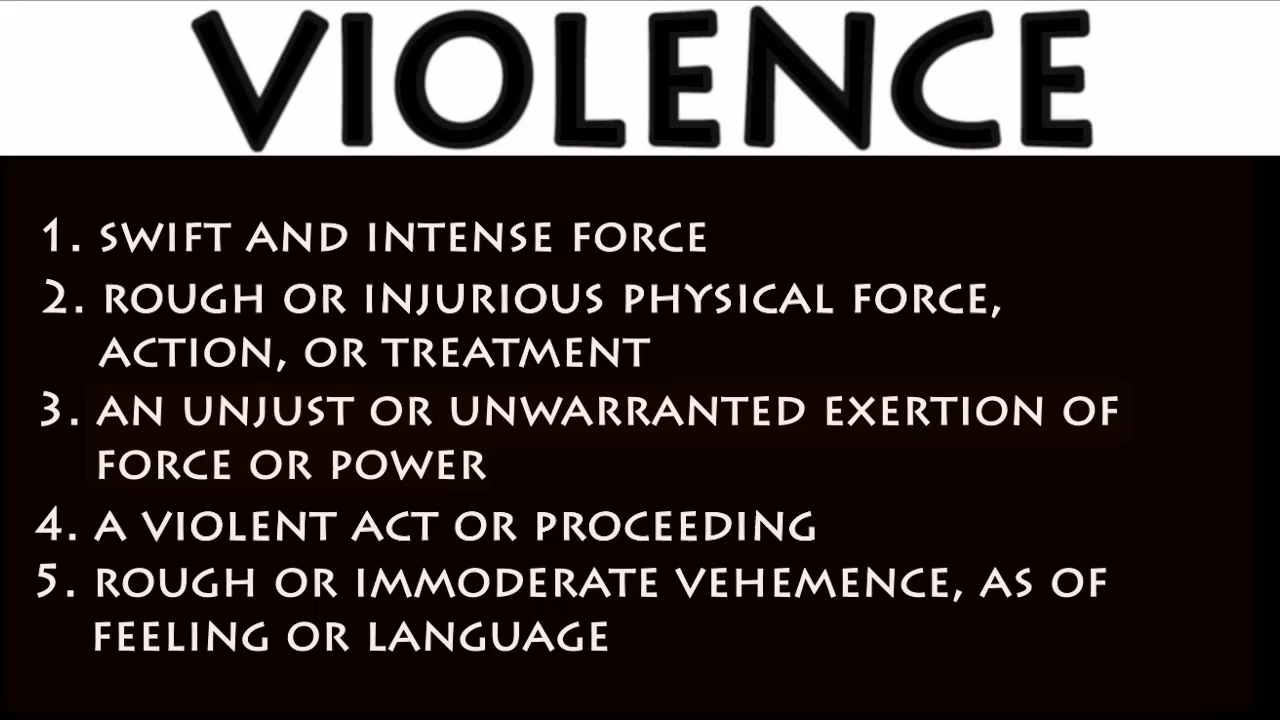 VIOLENCE
1. SWIFT AND INTENSE FORCE
2. ROUGH OR INJURIOUS PHYSICAL FORCE,
ACTION, OR TREATMENT
3. AN UNJUST OR UNWARRANTED EXERTION OF
FORCE OR POWER
4. A VIOLENT ACT OR PROCEEDING
5. ROUGH OR IMMODERATE VEHEMENCE, AS OF
FEELING OR LANGUAGE